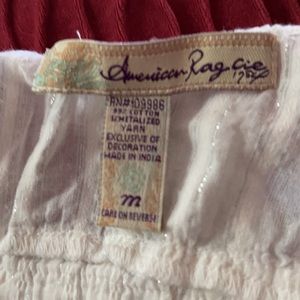 American Rag Cie
RN#109986
COTTON
METALIZED
YARN
EXCLUSIVE OF
DECORATION
MADE IN INDIA
m
CARE ON REVERSE